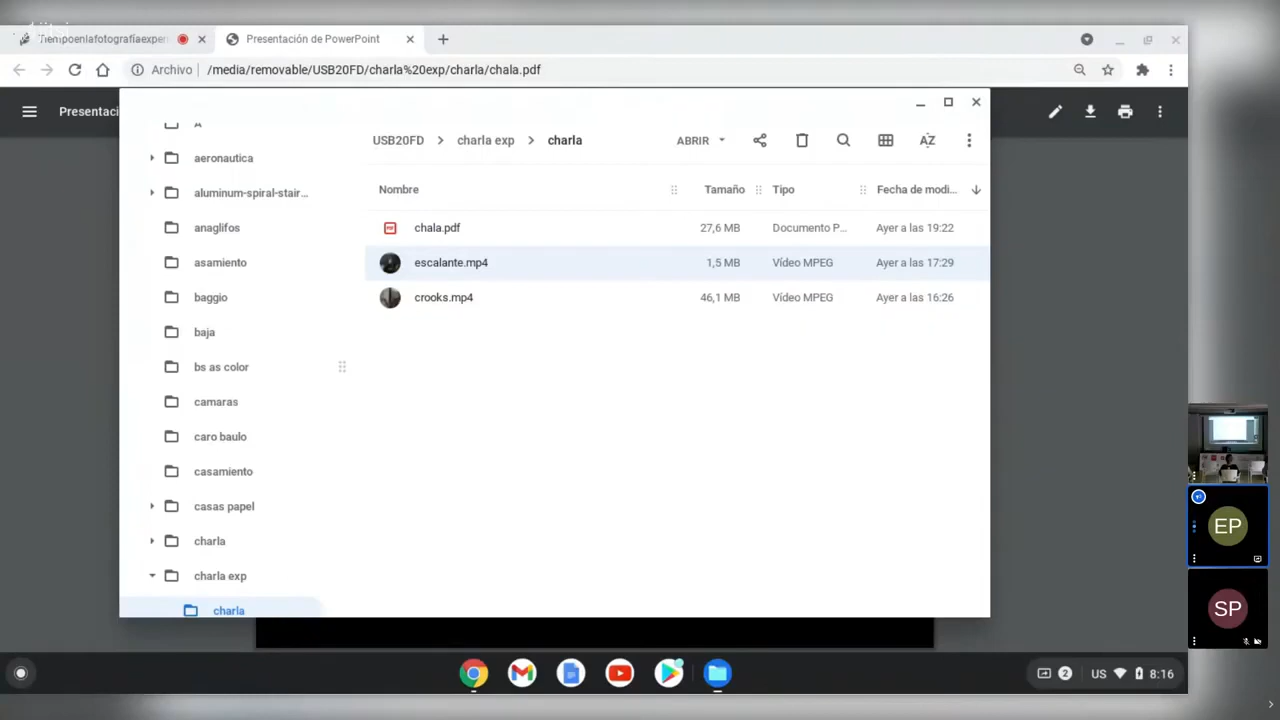 Tiempoenlafotografíaexper
Presentación de PowerPoint
Archivo
/media/removable/USB20FD/charla%20exp/charla/chala.pdf
Presentaci
A
aeronautica
aluminum-spiral-stair...
anaglifos
asamiento
baggio
baja
bs as color
camaras
caro baulo
casamiento
casas papel
charla
charla exp
charla
USB20FD
charla exp
charla
ABRIR
AZ
Nombre
Tamaño
Tipo
Fecha de modi...
chala.pdf
27,6 MB
Documento P...
Ayer a las 19:22
escalante.mp4
1,5 MB
Vídeo MPEG
Ayer a las 17:29
crooks.mp4
46,1 MB
Vídeo MPEG
Ayer a las 16:26
EP
SP
2
US
8:16